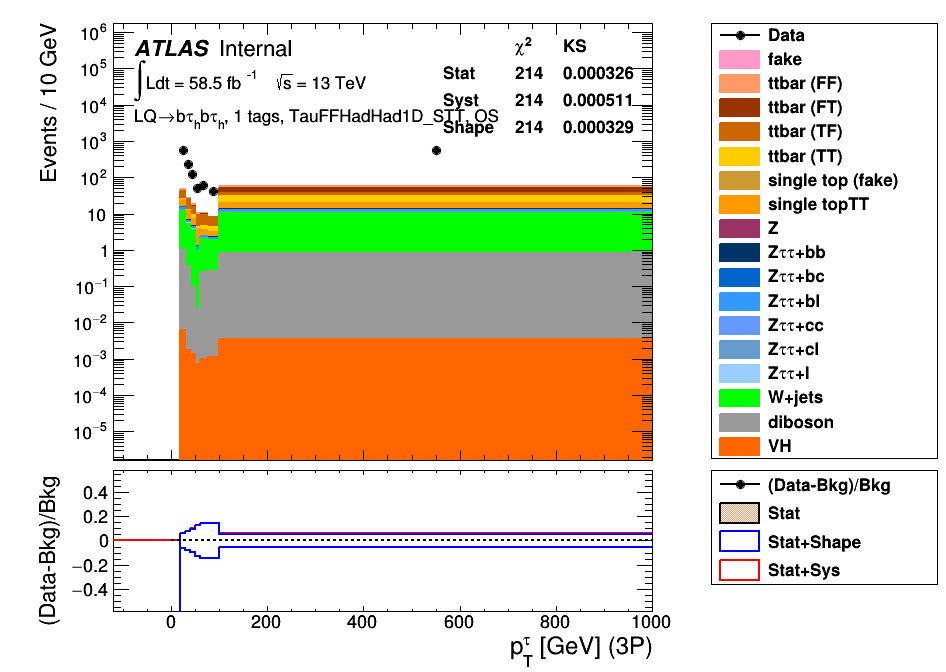 Events / 10 GeV
10⁶
10⁵
10⁴
10³
10²
10
1
10⁻¹
10⁻²
10⁻³
10⁻⁴
10⁻⁵
ATLAS Internal
∫Ldt = 58.5 fb⁻¹ √s = 13 TeV
LQ→bτₕbτₕ, 1 tags, TauFFHadHad1D_STT, OS
χ² KS
Stat 214 0.000326
Syst 214 0.000511
Shape 214 0.000329
Data
fake
ttbar (FF)
ttbar (FT)
ttbar (TF)
ttbar (TT)
single top (fake)
single topTT
Z
Zττ+bb
Zττ+bc
Zττ+bl
Zττ+cc
Zττ+cl
Zττ+l
W+jets
diboson
VH
(Data-Bkg)/Bkg
0.4
0.2
0
−0.2
−0.4
0 200 400 600 800 1000
p_T^τ [GeV] (3P)
(Data-Bkg)/Bkg
Stat
Stat+Shape
Stat+Sys